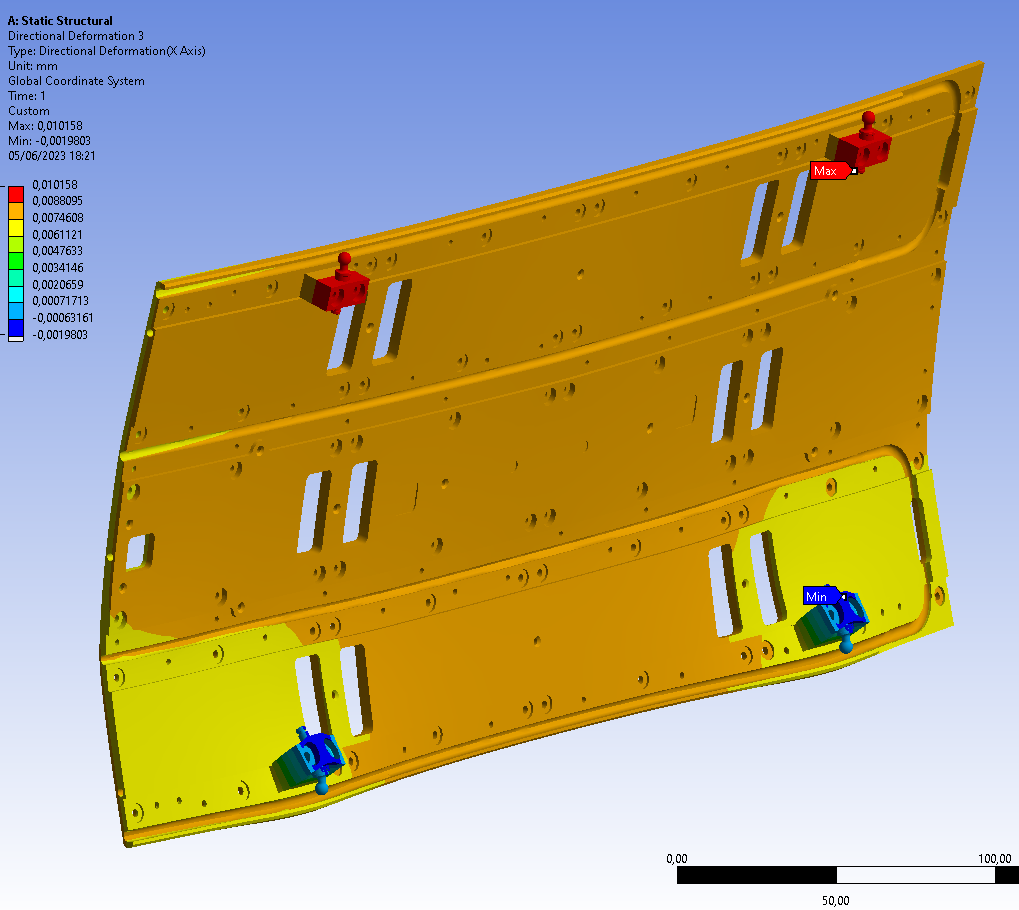 A: Static Structural
Directional Deformation 3
Type: Directional Deformation(X Axis)
Unit: mm
Global Coordinate System
Time: 1
Custom
Max: 0,010158
Min: -0,0019803
05/06/2023 18:21
0,010158
0,0088095
0,0074608
0,0061121
0,0047633
0,0034146
0,0020659
0,00071713
-0,00063161
-0,0019803
Max
Min
0,00
100,00
50,00